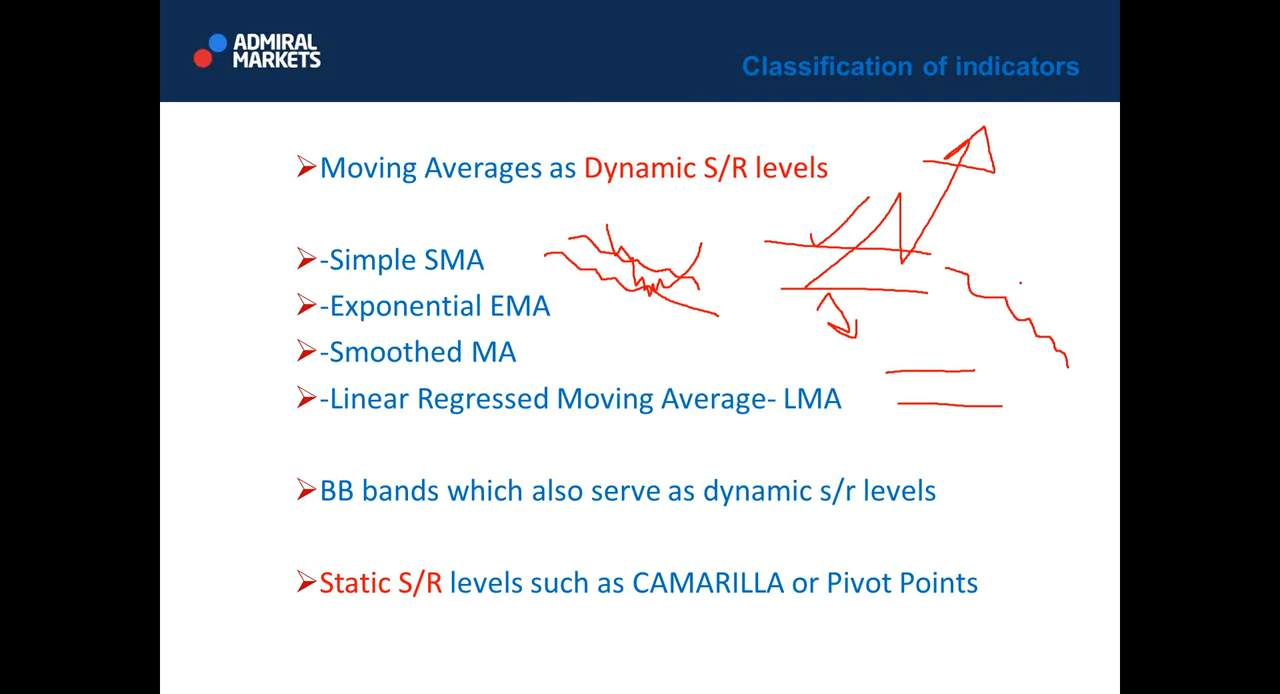 ADMIRAL
MARKETS
Classification of indicators
Moving Averages as Dynamic S/R levels
-Simple SMA
-Exponential EMA
-Smoothed MA
-Linear Regressed Moving Average- LMA
BB bands which also serve as dynamic s/r levels
Static S/R levels such as CAMARILLA or Pivot Points